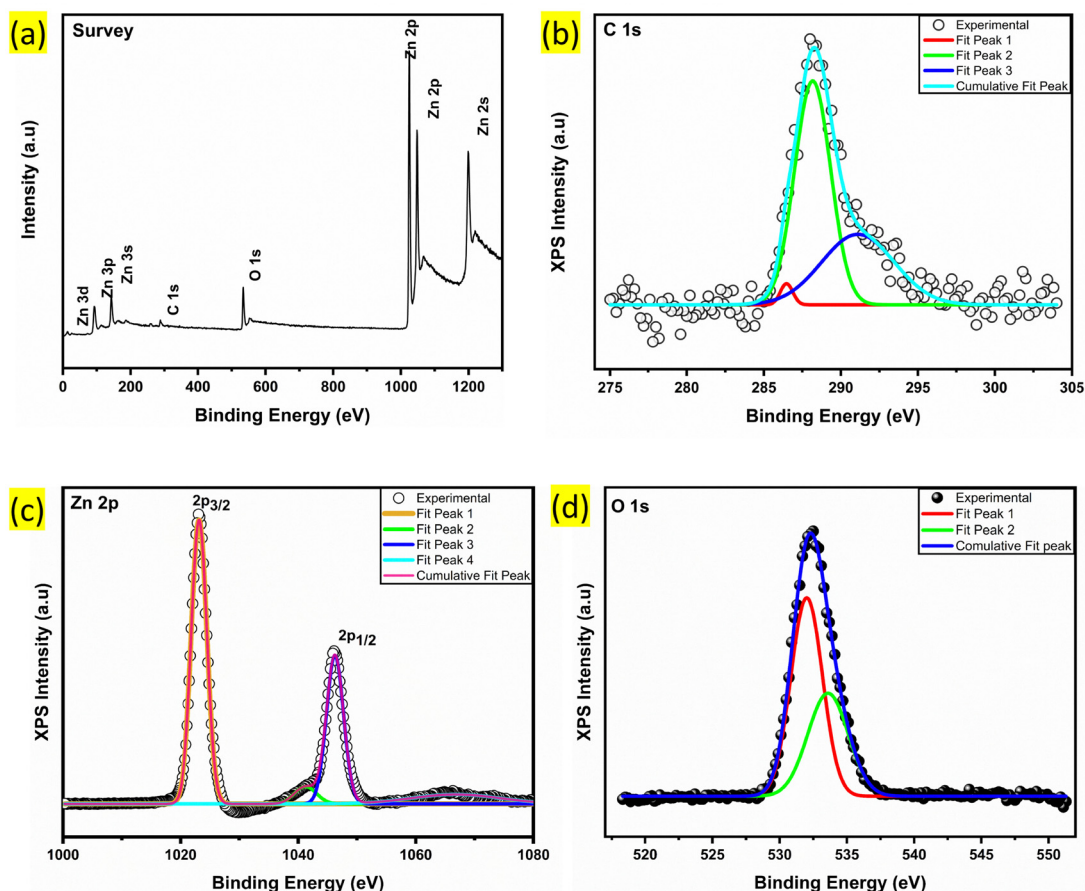 (a)
Survey
Zn 3d
Zn 3p
Zn 3s
C 1s
O 1s
Zn 2p
Zn 2p
Zn 2s
Intensity (a.u)
0 200 400 600 800 1000 1200
Binding Energy (eV)
(b)
C 1s
Experimental
Fit Peak 1
Fit Peak 2
Fit Peak 3
Cumulative Fit Peak
XPS Intensity (a.u)
275 280 285 290 295 300 305
Binding Energy (eV)
(c)
Zn 2p
2p3/2
2p1/2
Experimental
Fit Peak 1
Fit Peak 2
Fit Peak 3
Fit Peak 4
Cumulative Fit Peak
XPS Intensity (a.u)
1000 1020 1040 1060 1080
Binding Energy (eV)
(d)
O 1s
Experimental
Fit Peak 1
Fit Peak 2
Comulative Fit peak
XPS Intensity (a.u)
520 525 530 535 540 545 550
Binding Energy (eV)